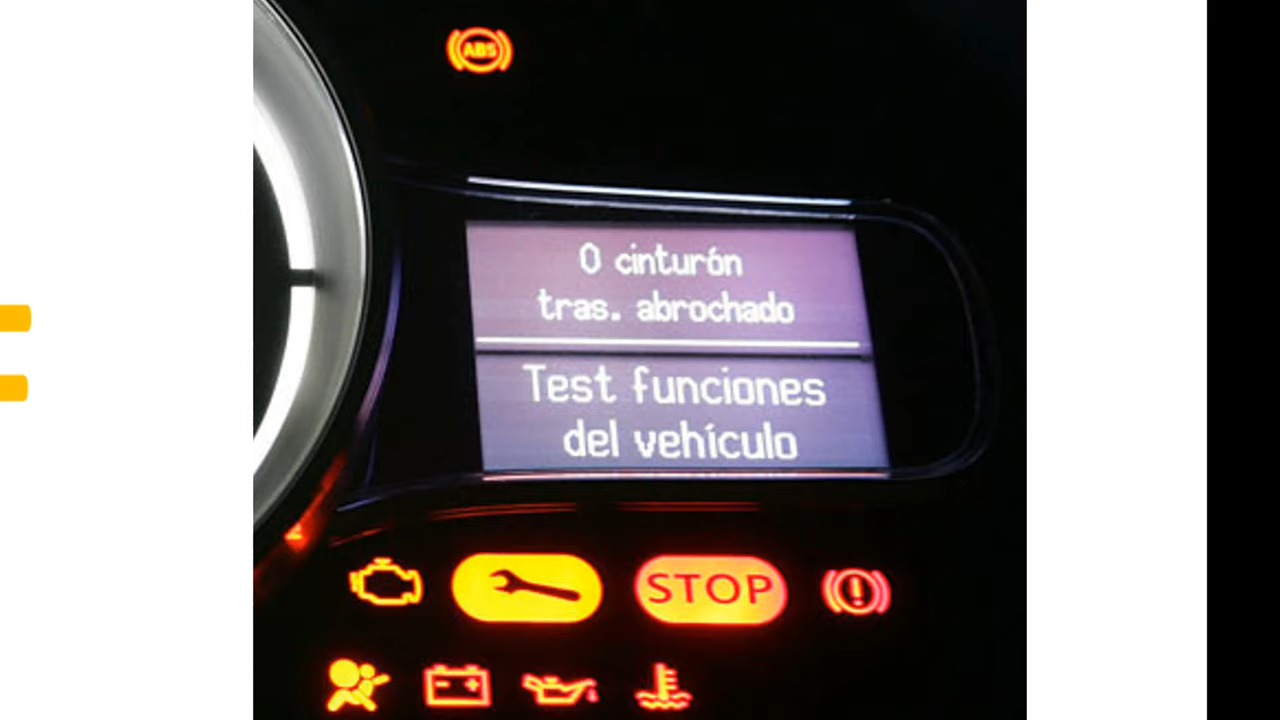 ABS
0 cinturón
tras. abrochado
Test funciones
del vehículo
STOP